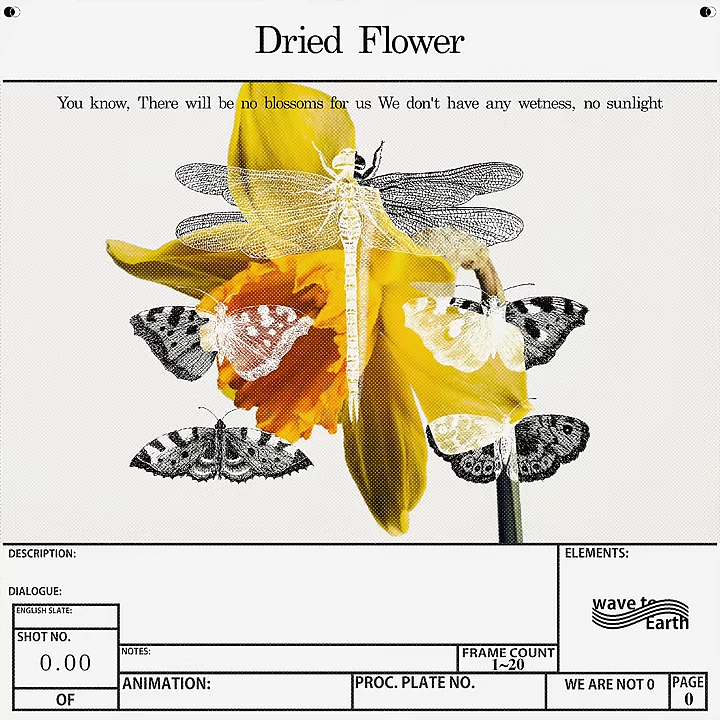 Dried Flower
You know, There will be no blossoms for us We don't have any wetness, no sunlight
DESCRIPTION:
ELEMENTS:
DIALOGUE:
wave to
Earth
ENGLISH SLATE:
SHOT NO.
0.00
OF
NOTES:
FRAME COUNT
1~20
ANIMATION:
PROC. PLATE NO.
WE ARE NOT 0
PAGE
0